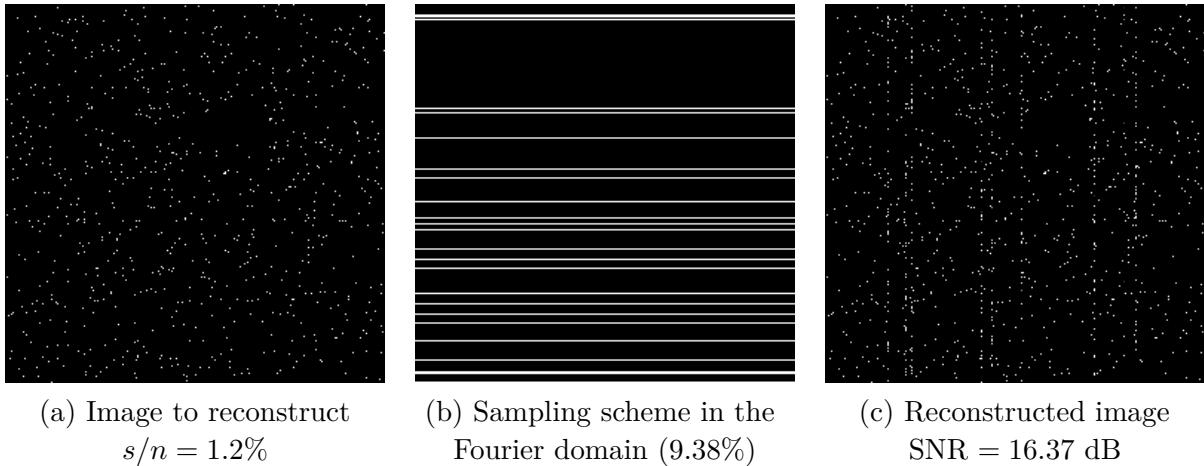 (a) Image to reconstruct
s/n = 1.2%
(b) Sampling scheme in the
Fourier domain (9.38%)
(c) Reconstructed image
SNR = 16.37 dB